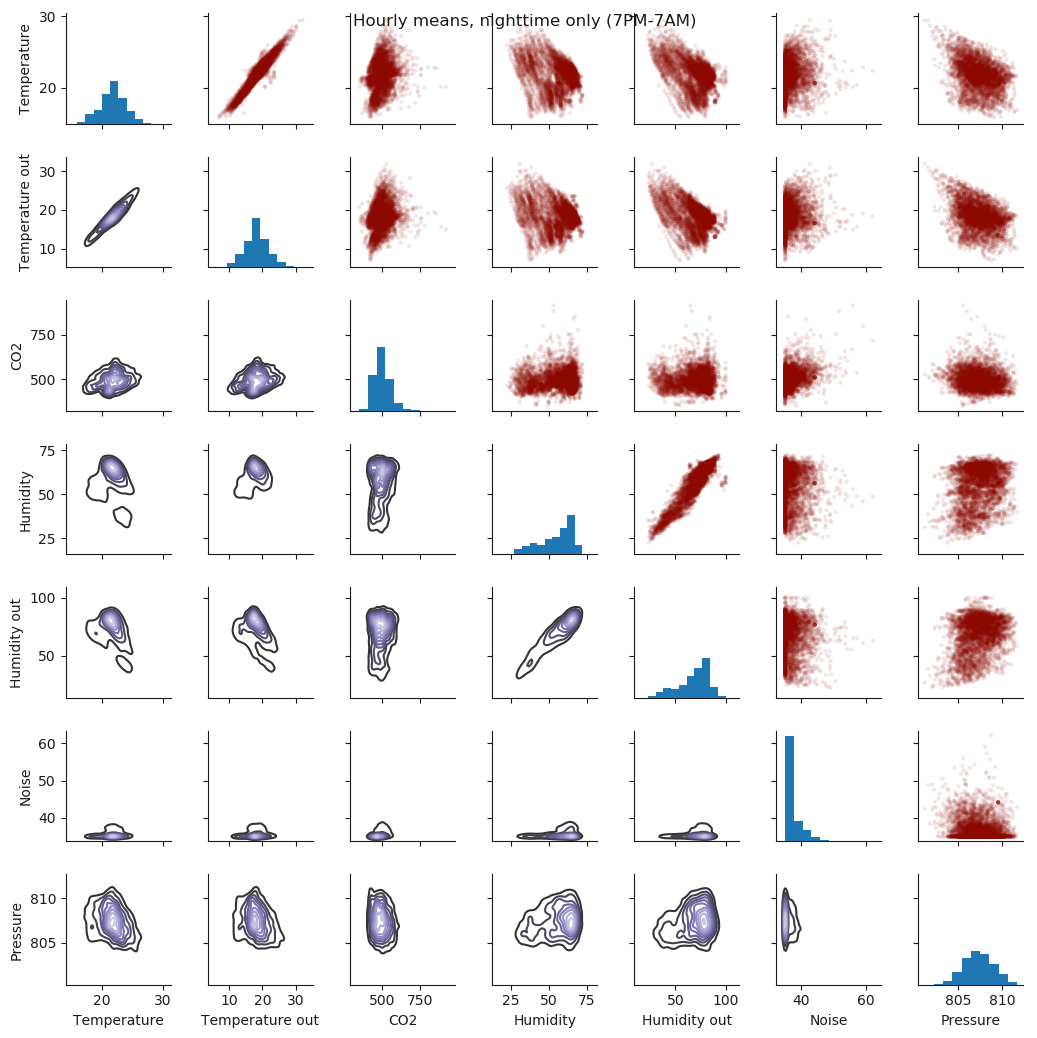 Hourly means, nighttime only (7PM-7AM)
Temperature
30
20
Temperature out
30
20
10
CO2
750
500
Humidity
75
50
25
Humidity out
100
50
Noise
60
50
40
Pressure
810
805
20 30 10 20 30 500 750 25 50 75 50 100 40 60 805 810
Temperature Temperature out CO2 Humidity Humidity out Noise Pressure